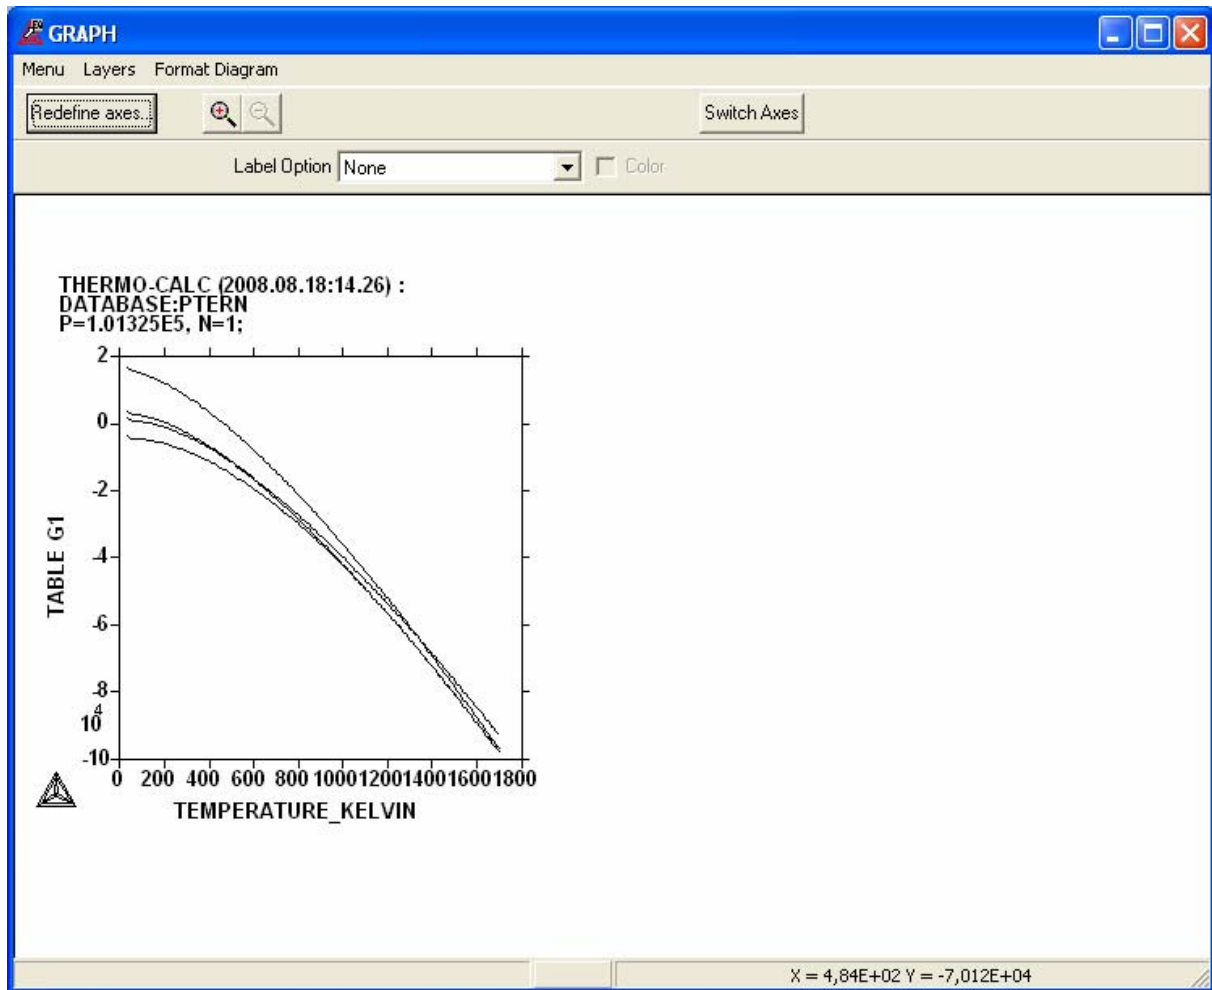 GRAPH
Menu Layers Format Diagram
Redefine axes... Switch Axes
Label Option None Color
THERMO-CALC (2008.08.18:14.26) :
DATABASE:PTERN
P=1.01325E5, N=1;
2
0
-2
-4
-6
-8
10 4
-10
TABLE G1
0 200 400 600 800 1000 1200 1400 1600 1800
TEMPERATURE_KELVIN
X = 4,84E+02 Y = -7,012E+04